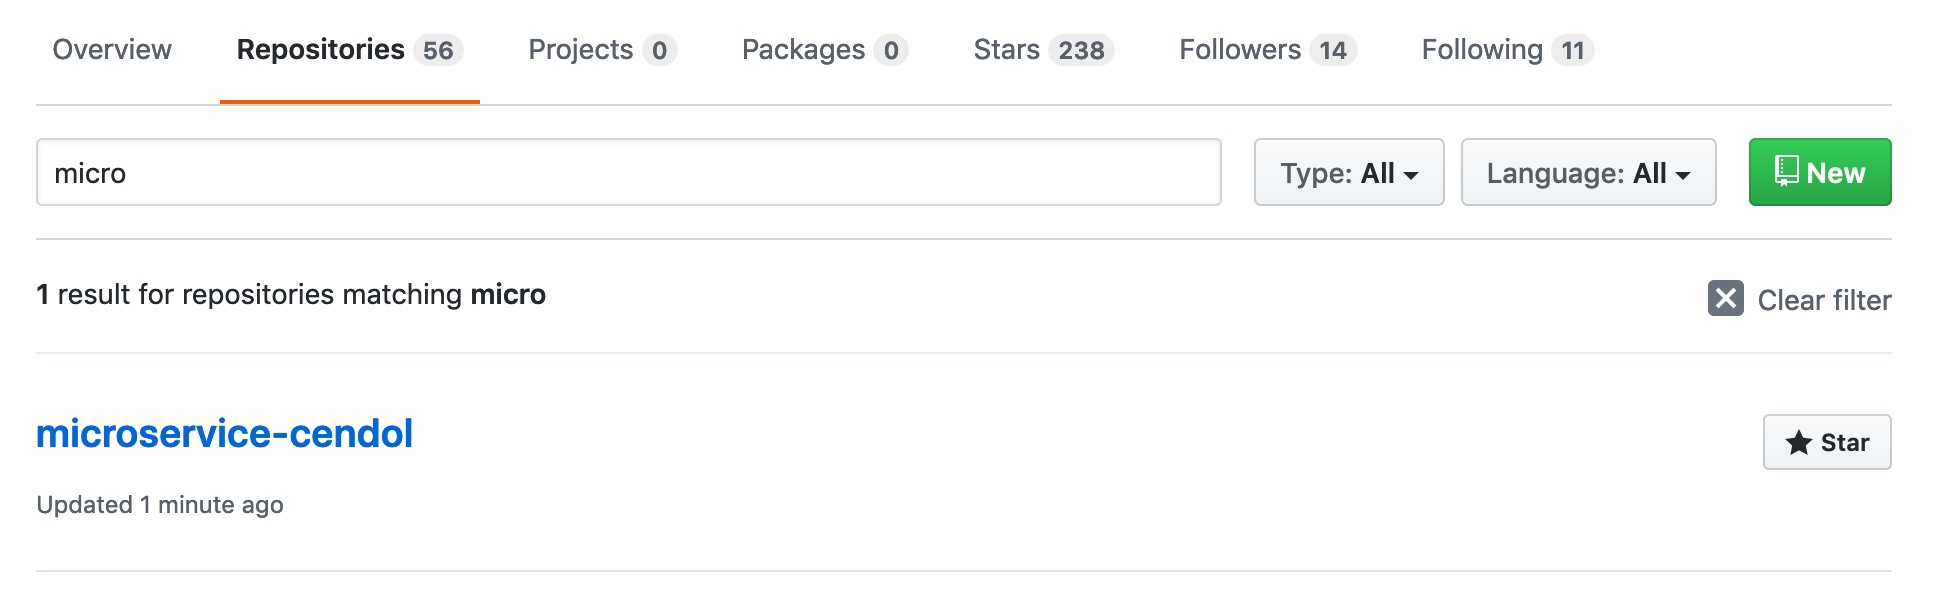 Overview Repositories 56 Projects 0 Packages 0 Stars 238 Followers 14 Following 11
micro Type: All Language: All New
1 result for repositories matching micro Clear filter
microservice-cendol Star
Updated 1 minute ago